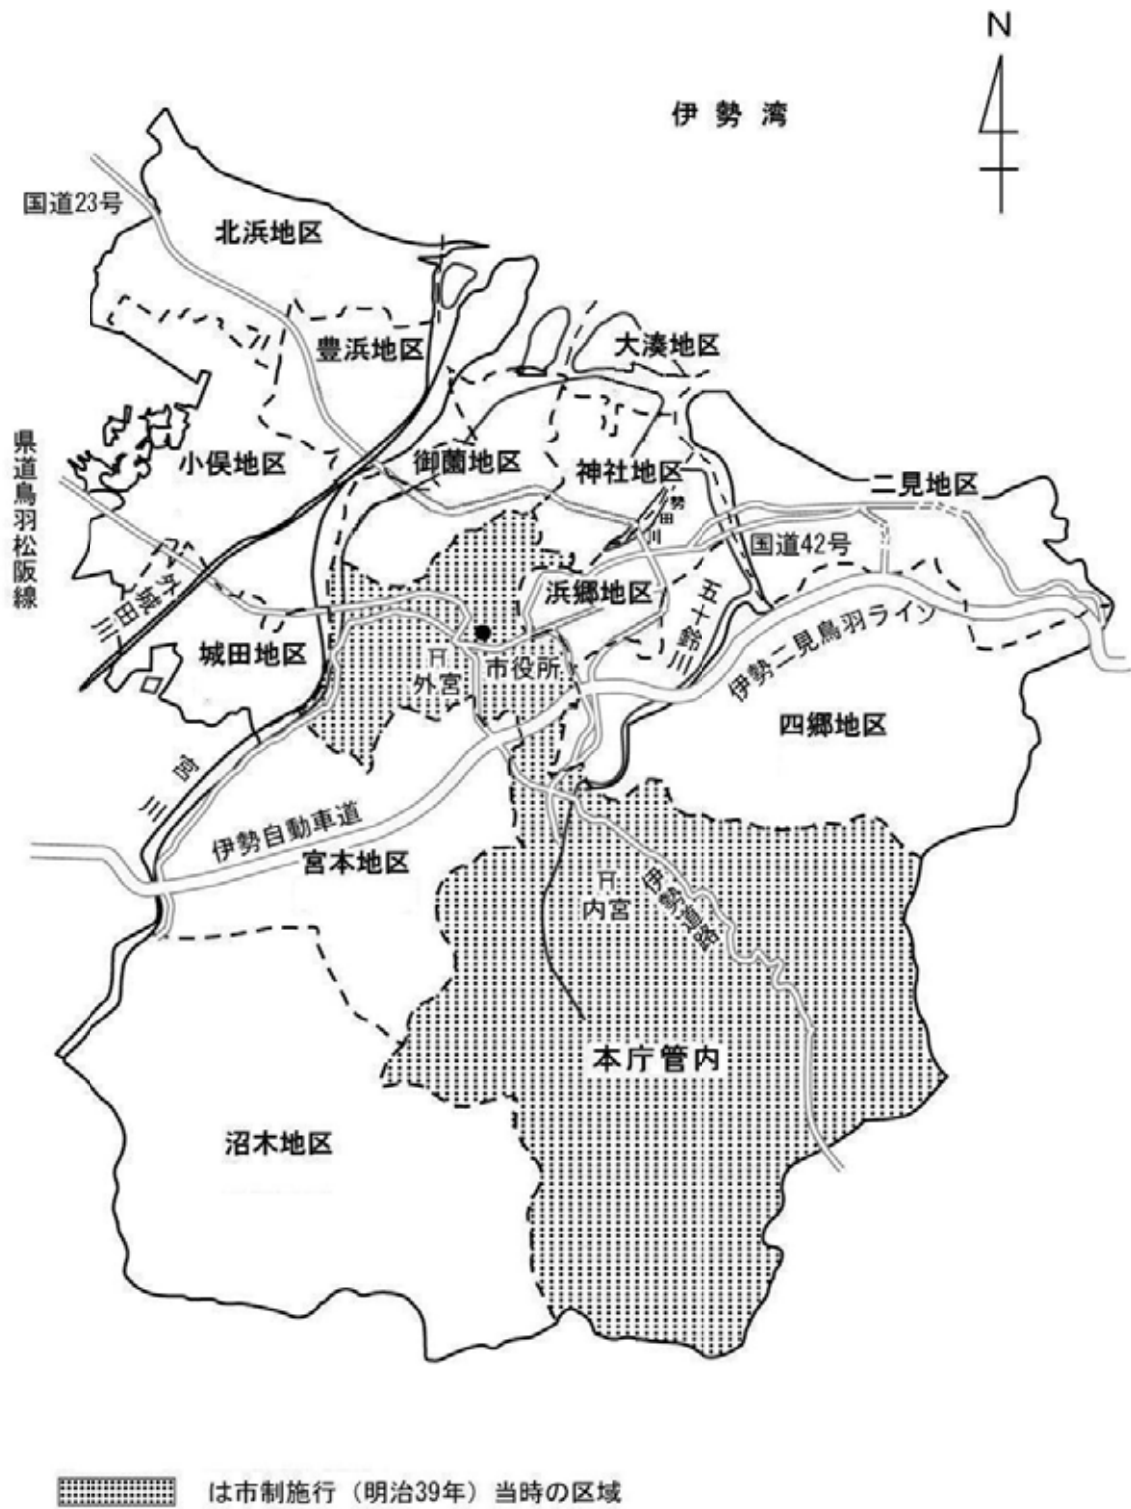 N
伊勢湾
国道23号
北浜地区
豊浜地区
大湊地区
県道鳥羽松阪線
小俣地区
御薗地区
神社地区
二見地区
勢田川
国道42号
外城田川
浜郷地区
五十鈴川
城田地区
外宮
市役所
伊勢二見鳥羽ライン
四郷地区
宮川
伊勢自動車道
宮本地区
内宮
伊勢道路
本庁管内
沼木地区
は市制施行（明治39年）当時の区域